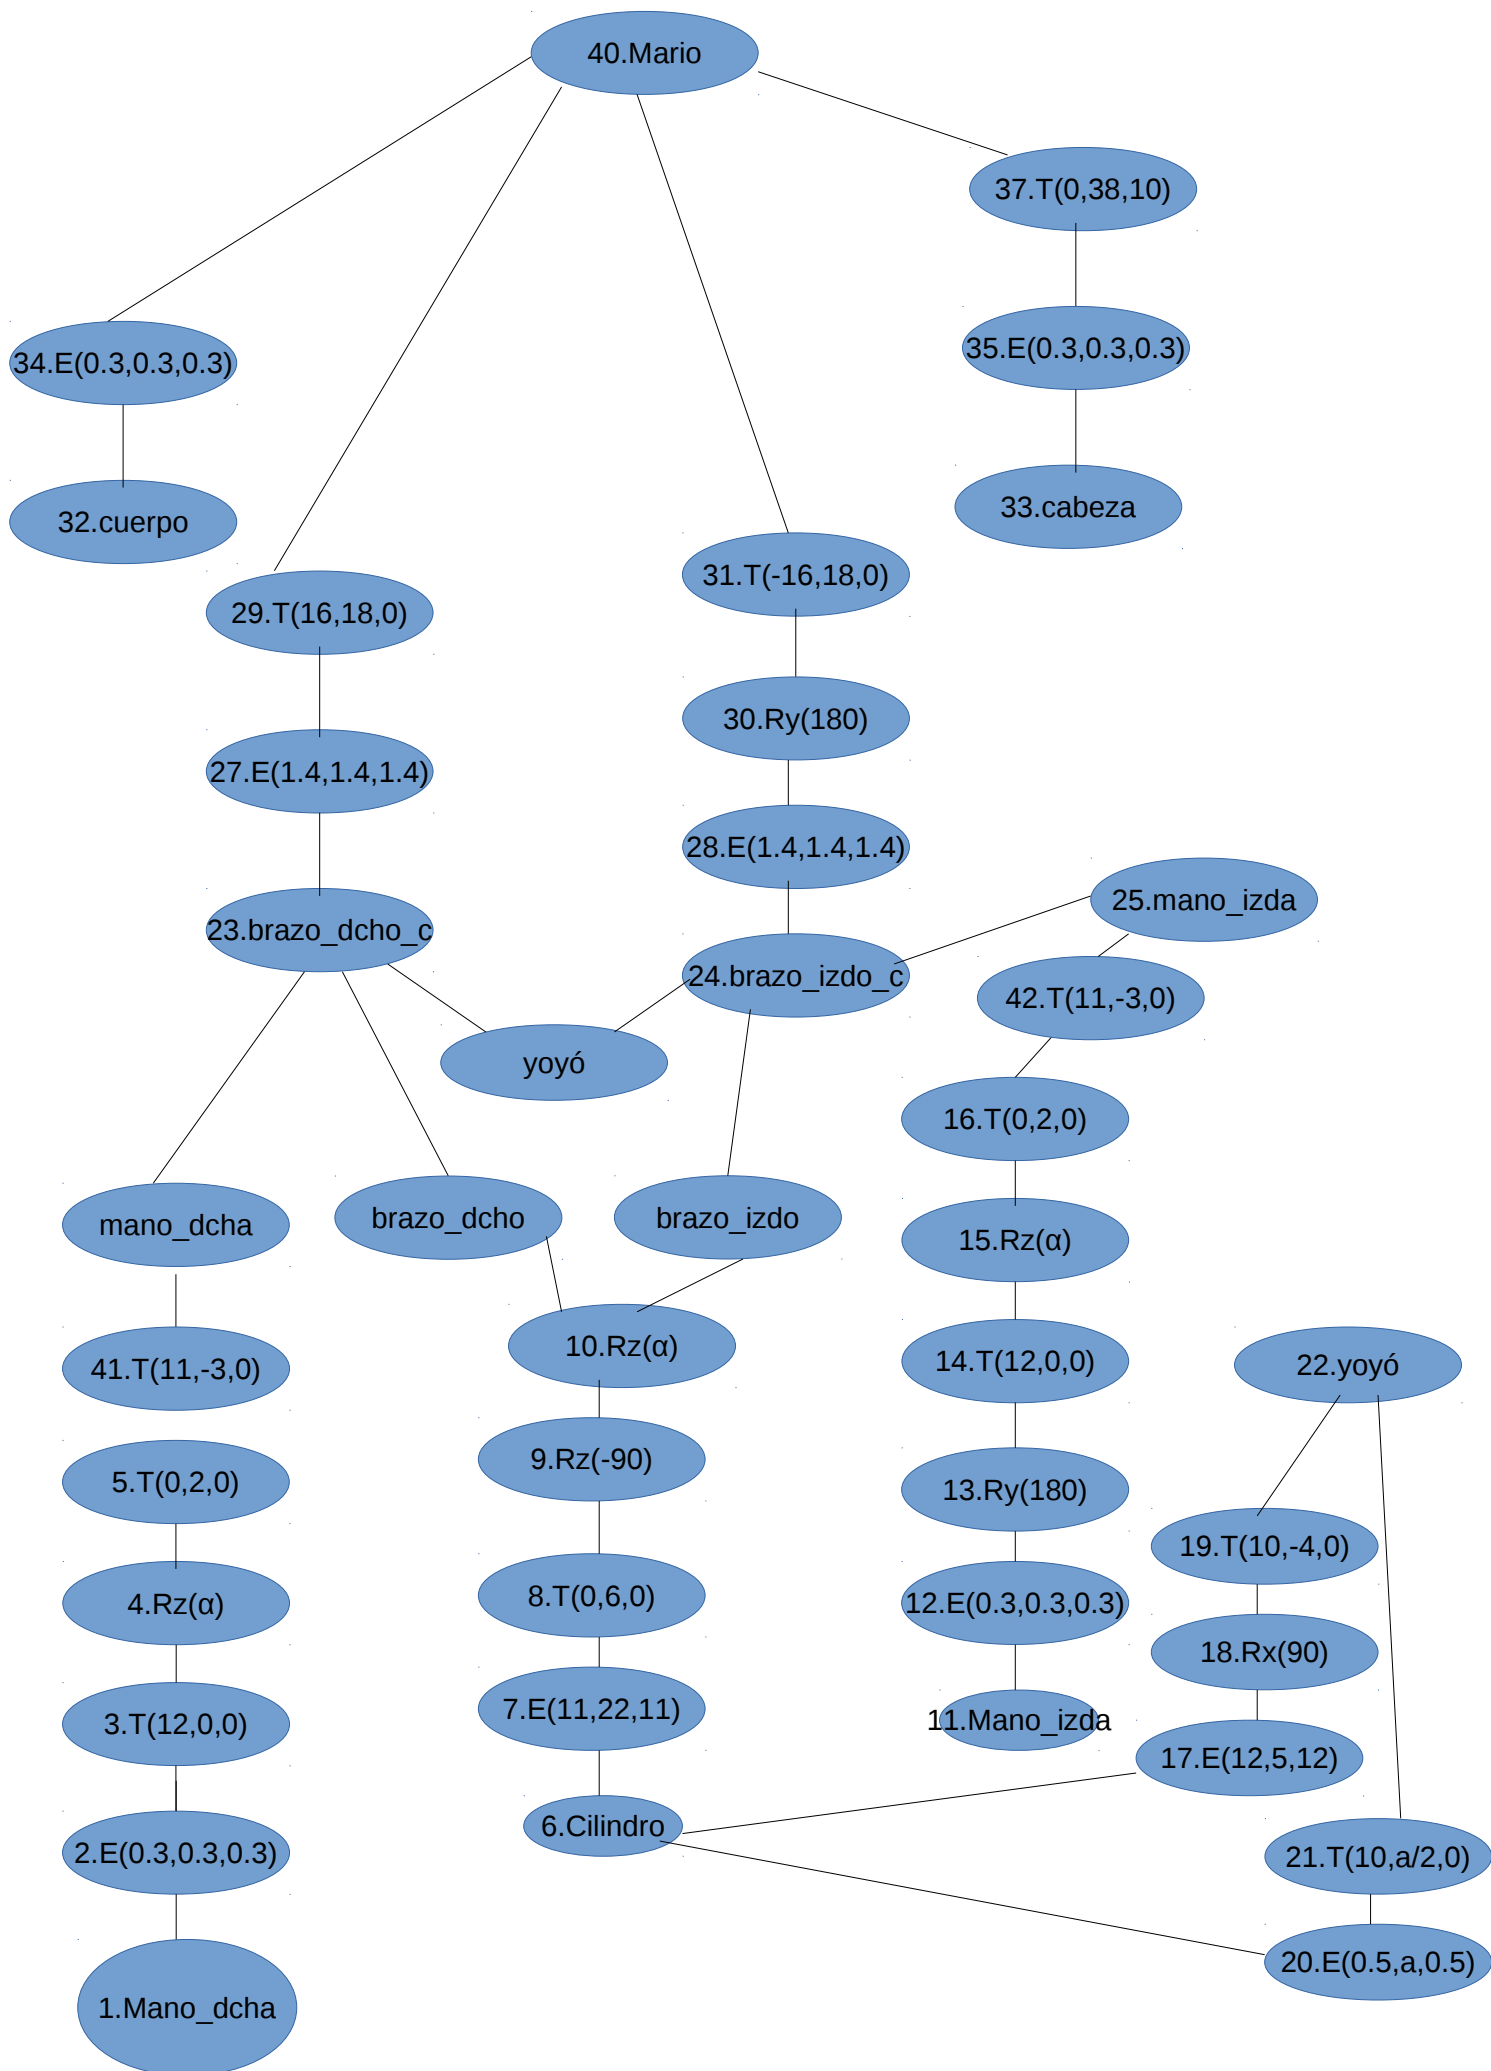 40.Mario
37.T(0,38,10)
34.E(0.3,0.3,0.3)
35.E(0.3,0.3,0.3)
32.cuerpo
33.cabeza
29.T(16,18,0)
31.T(-16,18,0)
30.Ry(180)
27.E(1.4,1.4,1.4)
28.E(1.4,1.4,1.4)
23.brazo_dcho_c
25.mano_izda
24.brazo_izdo_c
42.T(11,-3,0)
yoyó
16.T(0,2,0)
mano_dcha
brazo_dcho
brazo_izdo
15.Rz(α)
10.Rz(α)
41.T(11,-3,0)
14.T(12,0,0)
22.yoyó
9.Rz(-90)
5.T(0,2,0)
13.Ry(180)
19.T(10,-4,0)
8.T(0,6,0)
4.Rz(α)
12.E(0.3,0.3,0.3)
18.Rx(90)
7.E(11,22,11)
3.T(12,0,0)
11.Mano_izda
17.E(12,5,12)
6.Cilindro
2.E(0.3,0.3,0.3)
21.T(10,a/2,0)
20.E(0.5,a,0.5)
1.Mano_dcha